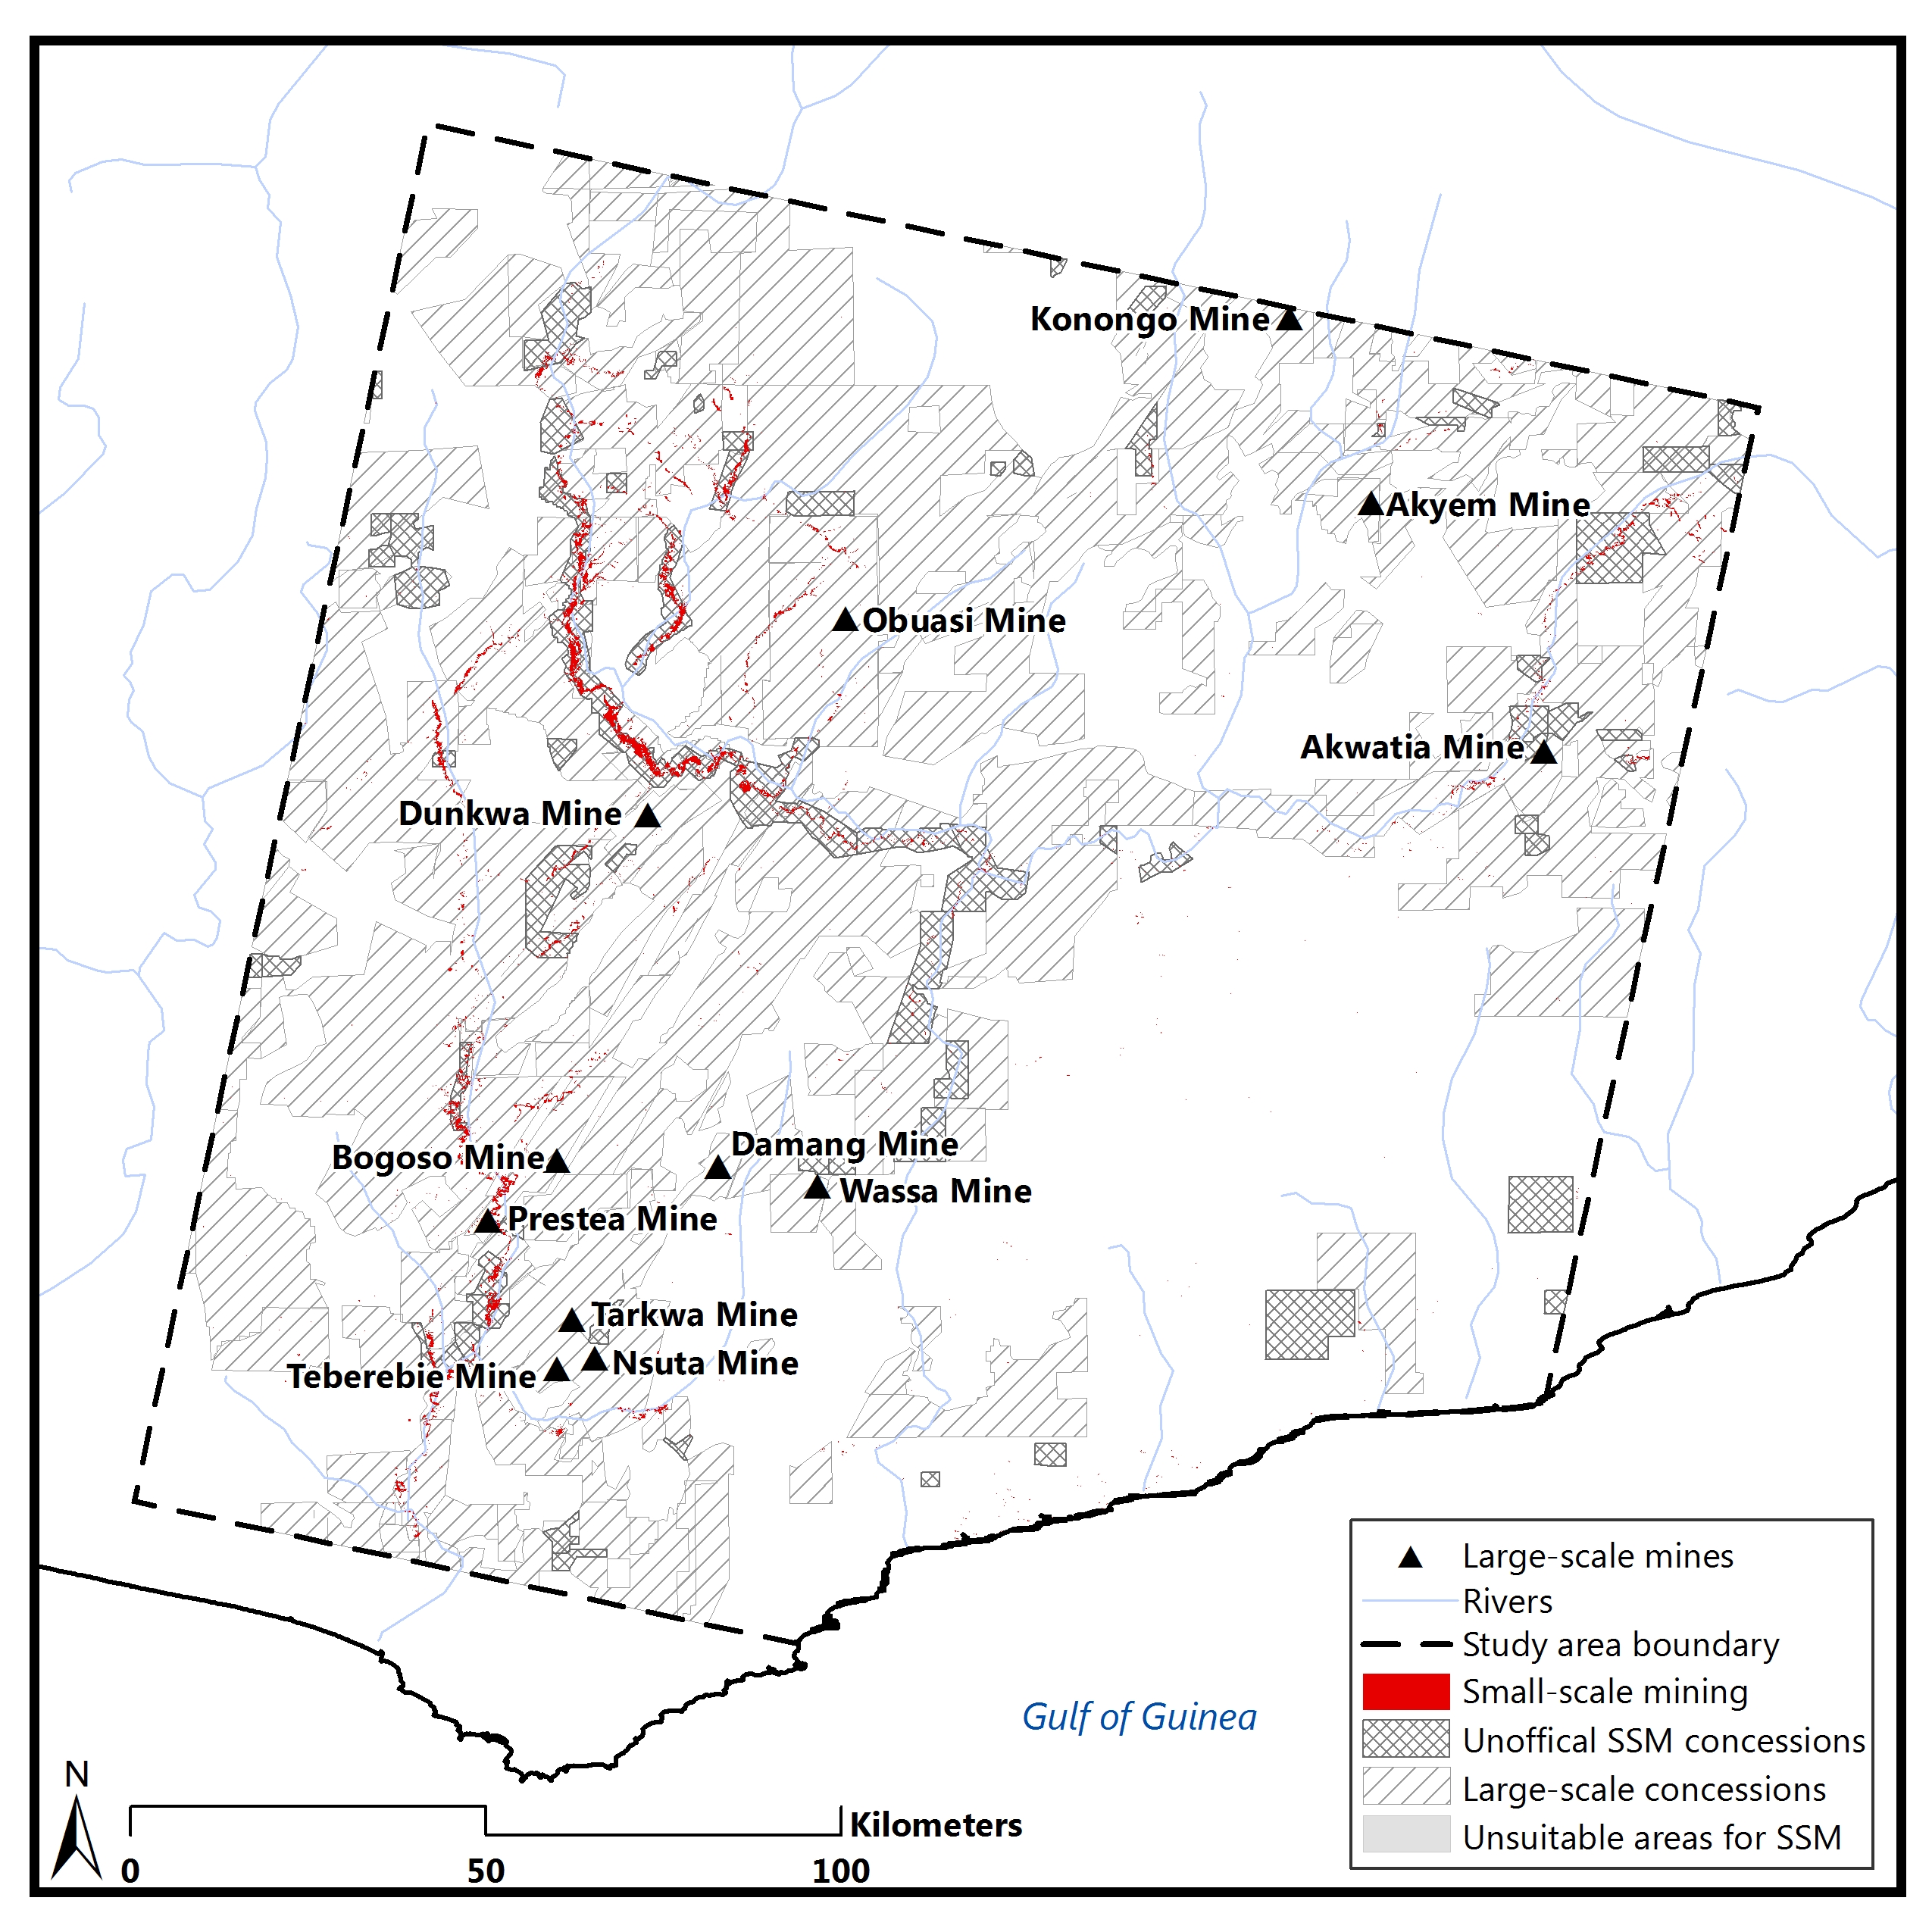 Konongo Mine
Akyem Mine
Obuasi Mine
Akwatia Mine
Dunkwa Mine
Damang Mine
Bogoso Mine
Wassa Mine
Prestea Mine
Tarkwa Mine
Nsuta Mine
Teberebie Mine
Gulf of Guinea
Large-scale mines
Rivers
Study area boundary
Small-scale mining
Unoffical SSM concessions
Large-scale concessions
Unsuitable areas for SSM
N
Kilometers
0 50 100